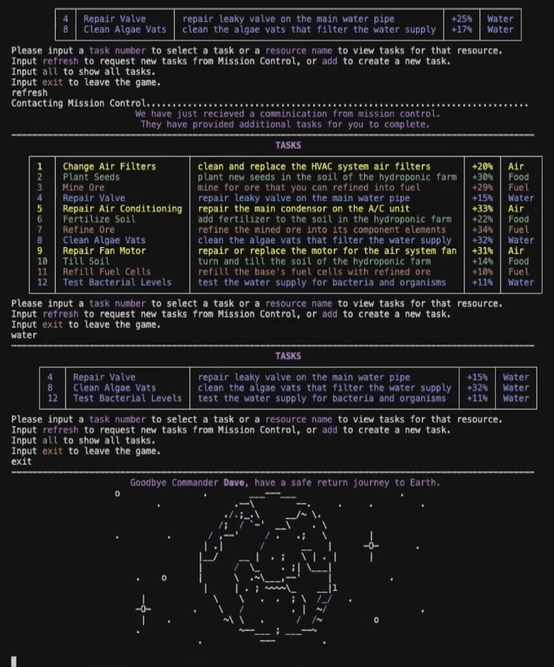 4 Repair Valve repair leaky valve on the main water pipe +25% Water
8 Clean Algae Vats clean the algae vats that filter the water supply +17% Water
Please input a task number to select a task or a resource name to view tasks for that resource.
Input refresh to request new tasks from Mission Control, or add to create a new task.
Input all to show all tasks.
Input exit to leave the game.
refresh
Contacting Mission Control......................................................................
We have just recieved a comminication from mission control.
They have provided additional tasks for you to complete.
TASKS
1 Change Air Filters clean and replace the HVAC system air filters +20% Air
2 Plant Seeds plant new seeds in the soil of the hydroponic farm +30% Food
3 Mine Ore mine for ore that you can refined into fuel +29% Fuel
4 Repair Valve repair leaky valve on the main water pipe +15% Water
5 Repair Air Conditioning repair the main condensor on the A/C unit +33% Air
6 Fertilize Soil add fertilizer to the soil in the hydroponic farm +22% Food
7 Refine Ore refine the mined ore into its component elements +34% Fuel
8 Clean Algae Vats clean the algae vats that filter the water supply +32% Water
9 Repair Fan Motor repair or replace the motor for the air system fan +31% Air
10 Till Soil turn and till the soil of the hydroponic farm +14% Food
11 Refill Fuel Cells refill the base's fuel cells with refined ore +10% Fuel
12 Test Bacterial Levels test the water supply for bacteria and organisms +11% Water
Please input a task number to select a task or a resource name to view tasks for that resource.
Input refresh to request new tasks from Mission Control, or add to create a new task.
Input exit to leave the game.
water
TASKS
4 Repair Valve repair leaky valve on the main water pipe +15% Water
8 Clean Algae Vats clean the algae vats that filter the water supply +32% Water
12 Test Bacterial Levels test the water supply for bacteria and organisms +11% Water
Please input a task number to select a task or a resource name to view tasks for that resource.
Input refresh to request new tasks from Mission Control, or add to create a new task.
Input all to show all tasks.
Input exit to leave the game.
exit
Goodbye Commander Dave, have a safe return journey to Earth.